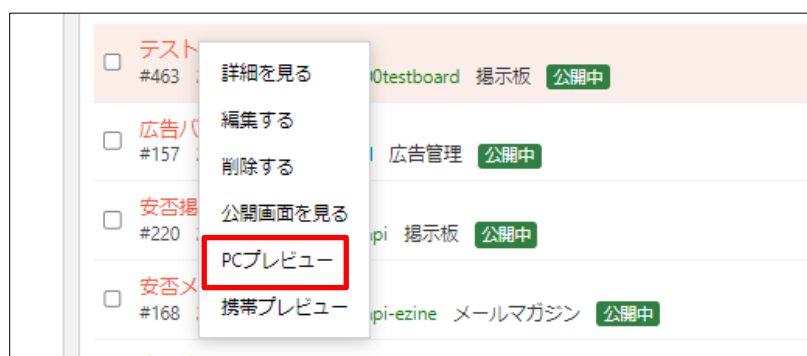 テスト
#463 00testboard 掲示板 公開中
詳細を見る
編集する
広告バ
#157 広告管理 公開中
削除する
安否掲
公開画面を見る
#220 api 掲示板 公開中
PCプレビュー
安否メ
携帯プレビュー
#168 pi-ezine メールマガジン 公開中